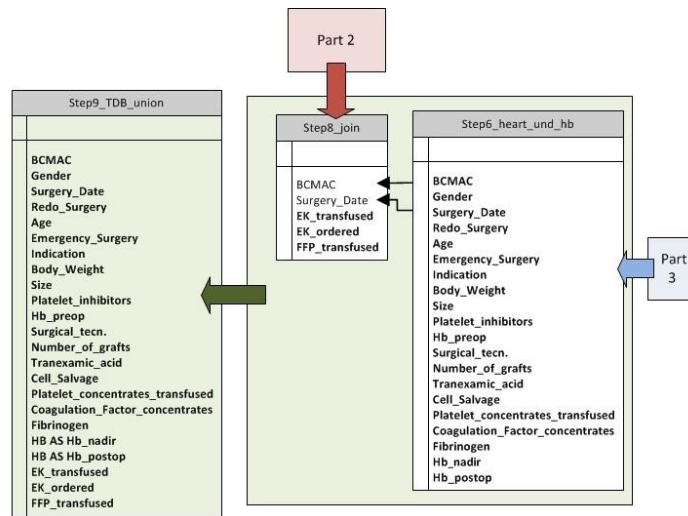 Part 2
Step9_TDB_union
BCMAC
Gender
Surgery_Date
Redo_Surgery
Age
Emergency_Surgery
Indication
Body_Weight
Size
Platelet_inhibitors
Hb_preop
Surgical_tecn.
Number_of_grafts
Tranexamic_acid
Cell_Salvage
Platelet_concentrates_transfused
Coagulation_Factor_concentrates
Fibrinogen
HB AS Hb_nadir
HB AS Hb_postop
EK_transfused
EK_ordered
FFP_transfused
Step8_join
BCMAC
Surgery_Date
EK_transfused
EK_ordered
FFP_transfused
Step6_heart_und_hb
BCMAC
Gender
Surgery_Date
Redo_Surgery
Age
Emergency_Surgery
Indication
Body_Weight
Size
Platelet_inhibitors
Hb_preop
Surgical_tecn.
Number_of_grafts
Tranexamic_acid
Cell_Salvage
Platelet_concentrates_transfused
Coagulation_Factor_concentrates
Fibrinogen
Hb_nadir
Hb_postop
Part
3